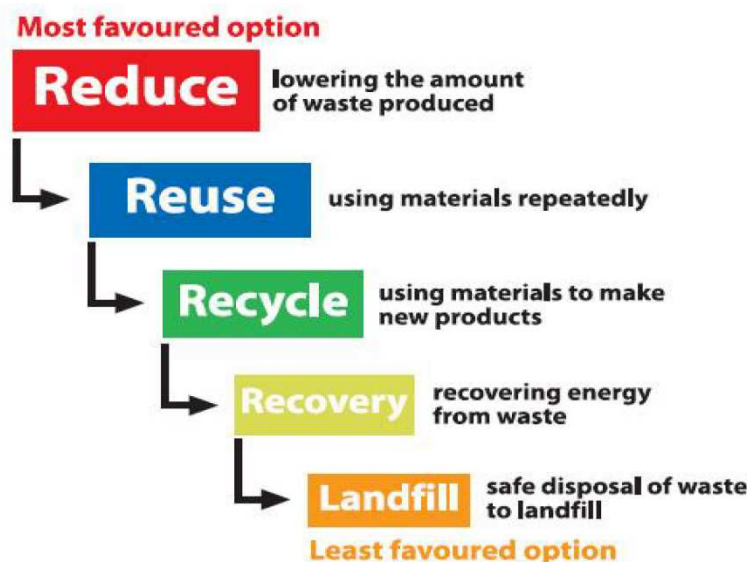 Most favoured option
Reduce
lowering the amount
of waste produced
Reuse
using materials repeatedly
Recycle
using materials to make
new products
Recovery
recovering energy
from waste
Landfill
safe disposal of waste
to landfill
Least favoured option